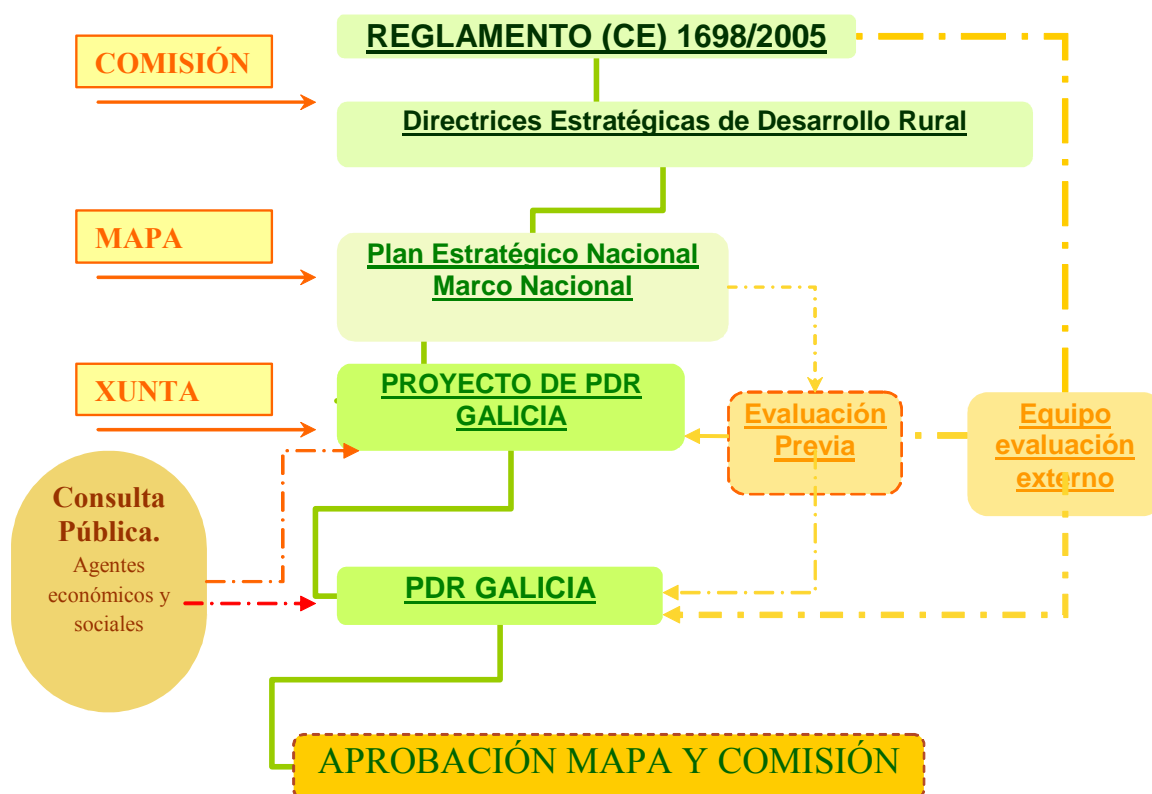 REGLAMENTO (CE) 1698/2005
COMISIÓN
Directrices Estratégicas de Desarrollo Rural
MAPA
Plan Estratégico Nacional
Marco Nacional
XUNTA
PROYECTO DE PDR
GALICIA
Evaluación
Previa
Equipo
evaluación
externo
Consulta
Pública.
Agentes
económicos y
sociales
PDR GALICIA
APROBACIÓN MAPA Y COMISIÓN